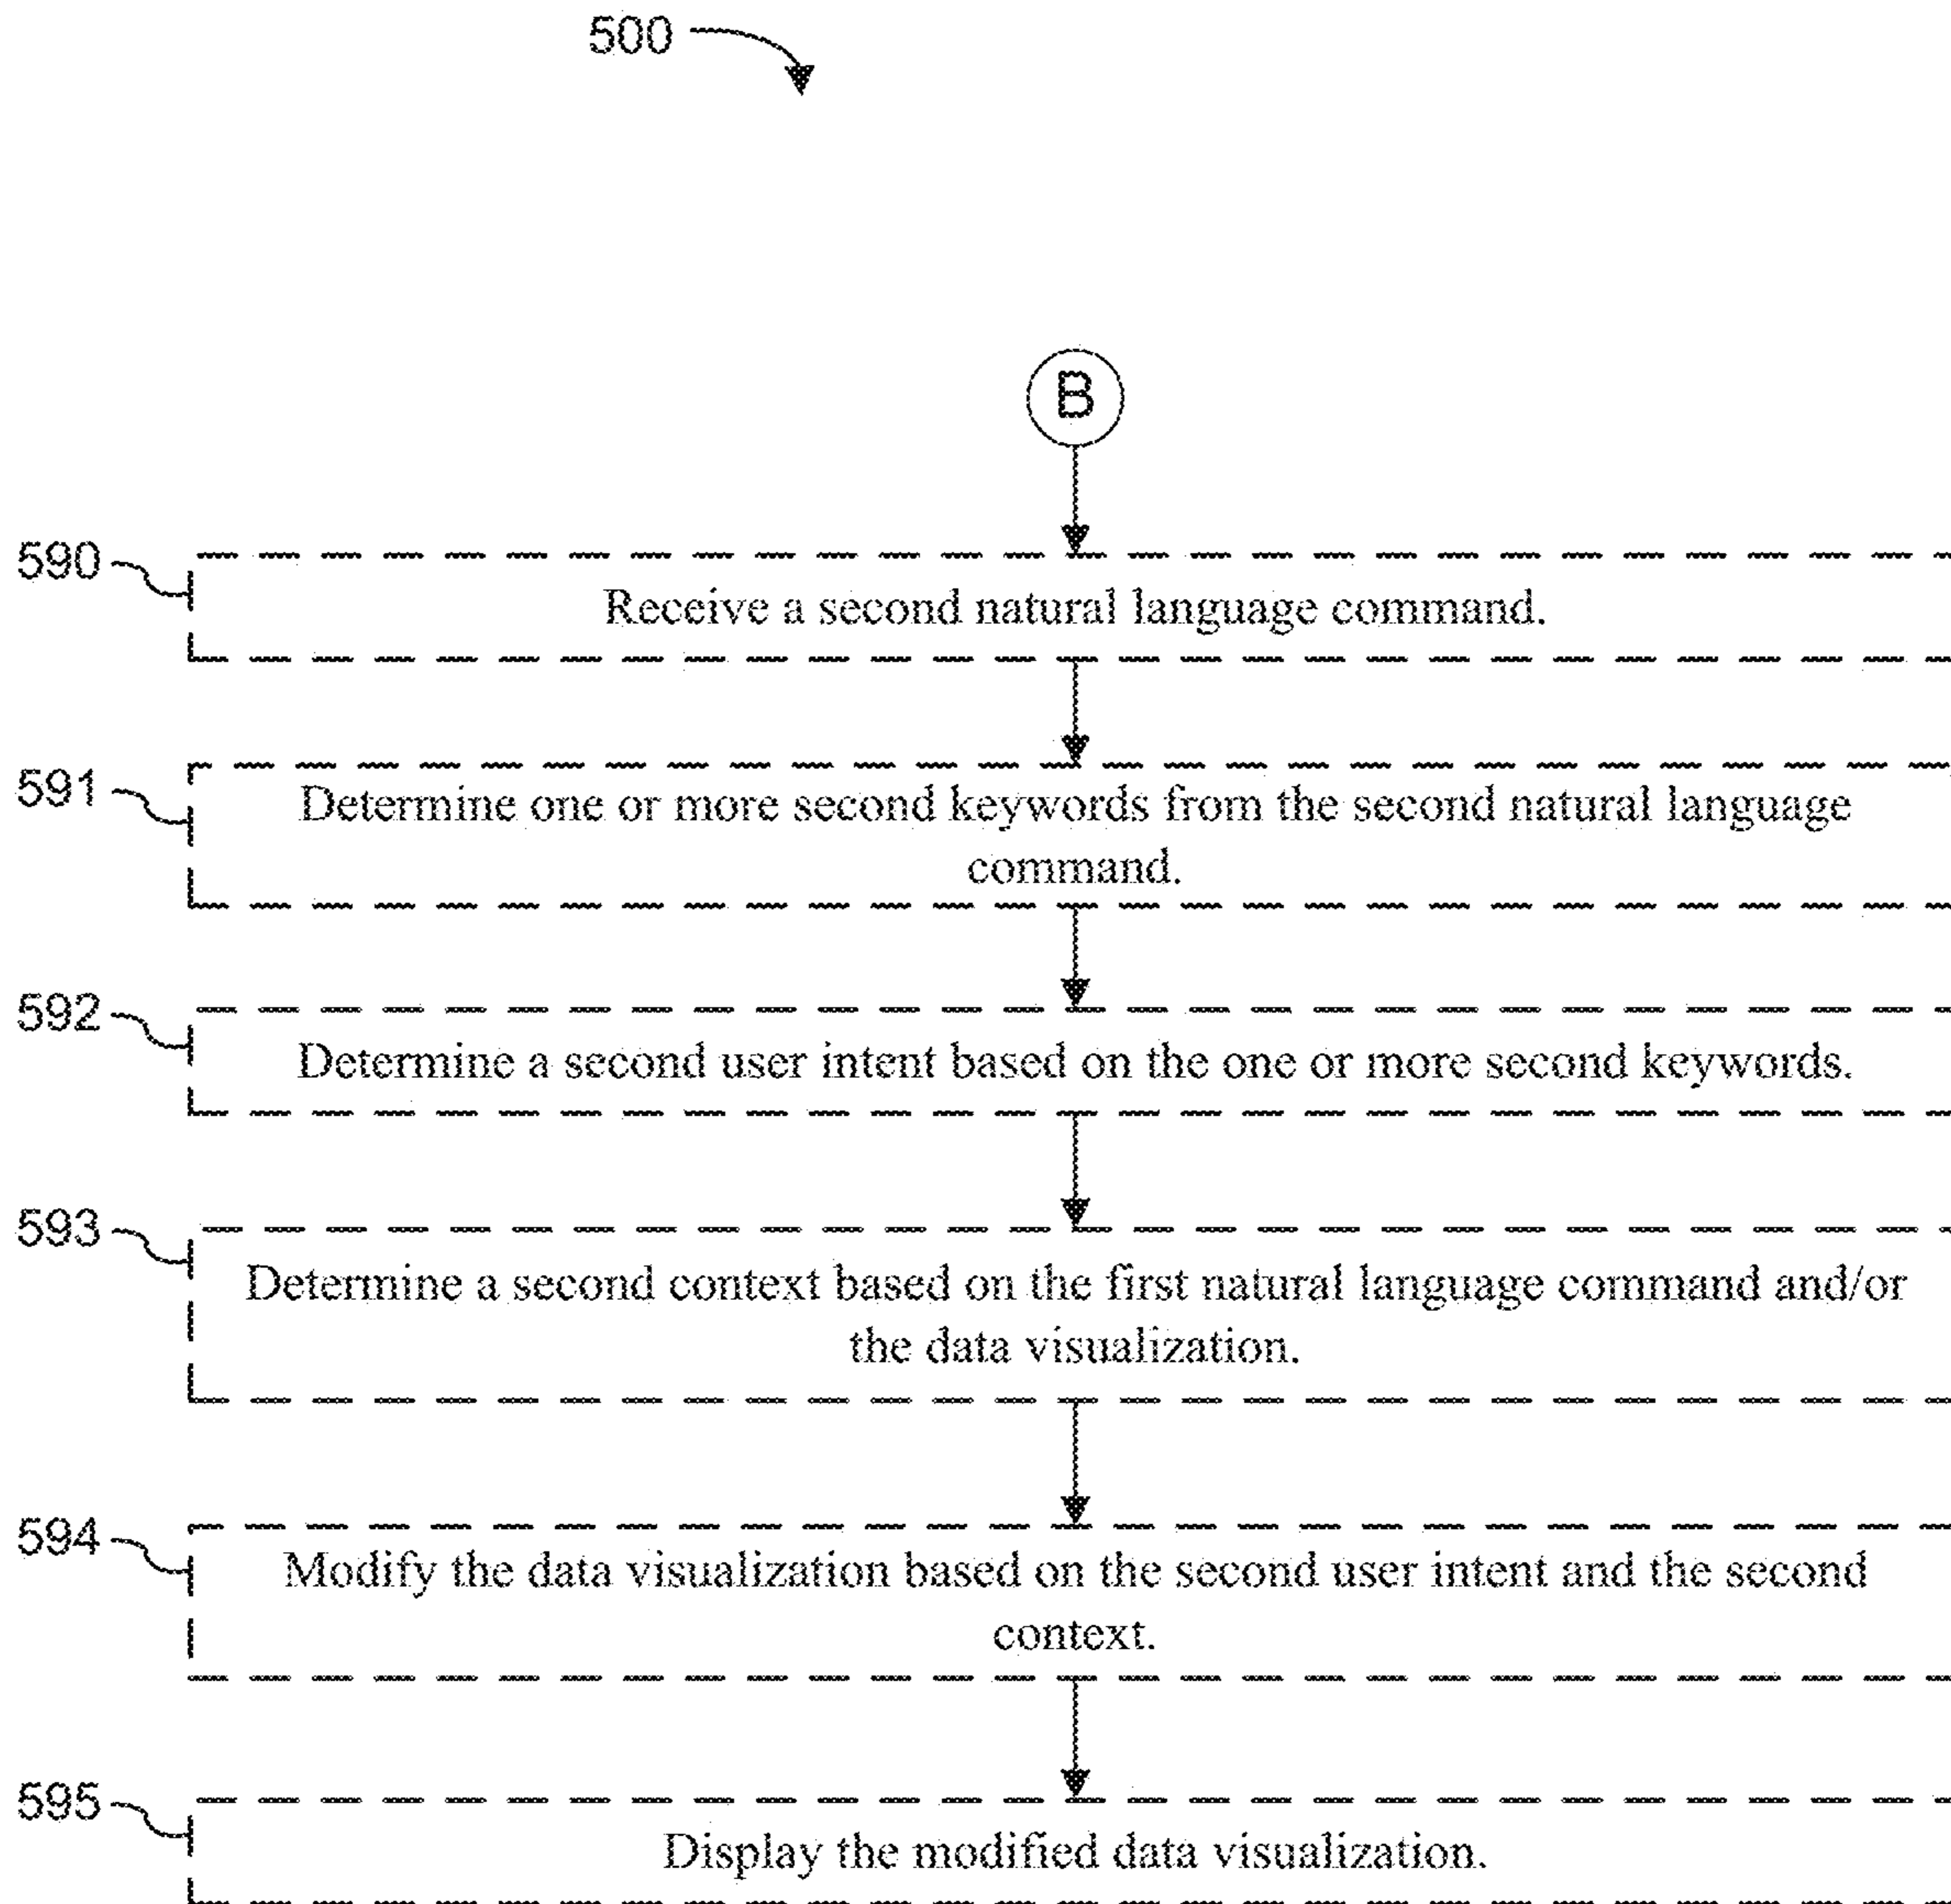 500
B
590
Receive a second natural language command.
591
Determine one or more second keywords from the second natural language
command.
592
Determine a second user intent based on the one or more second keywords.
593
Determine a second context based on the first natural language command and/or
the data visualization.
594
Modify the data visualization based on the second user intent and the second
context.
595
Display the modified data visualization.